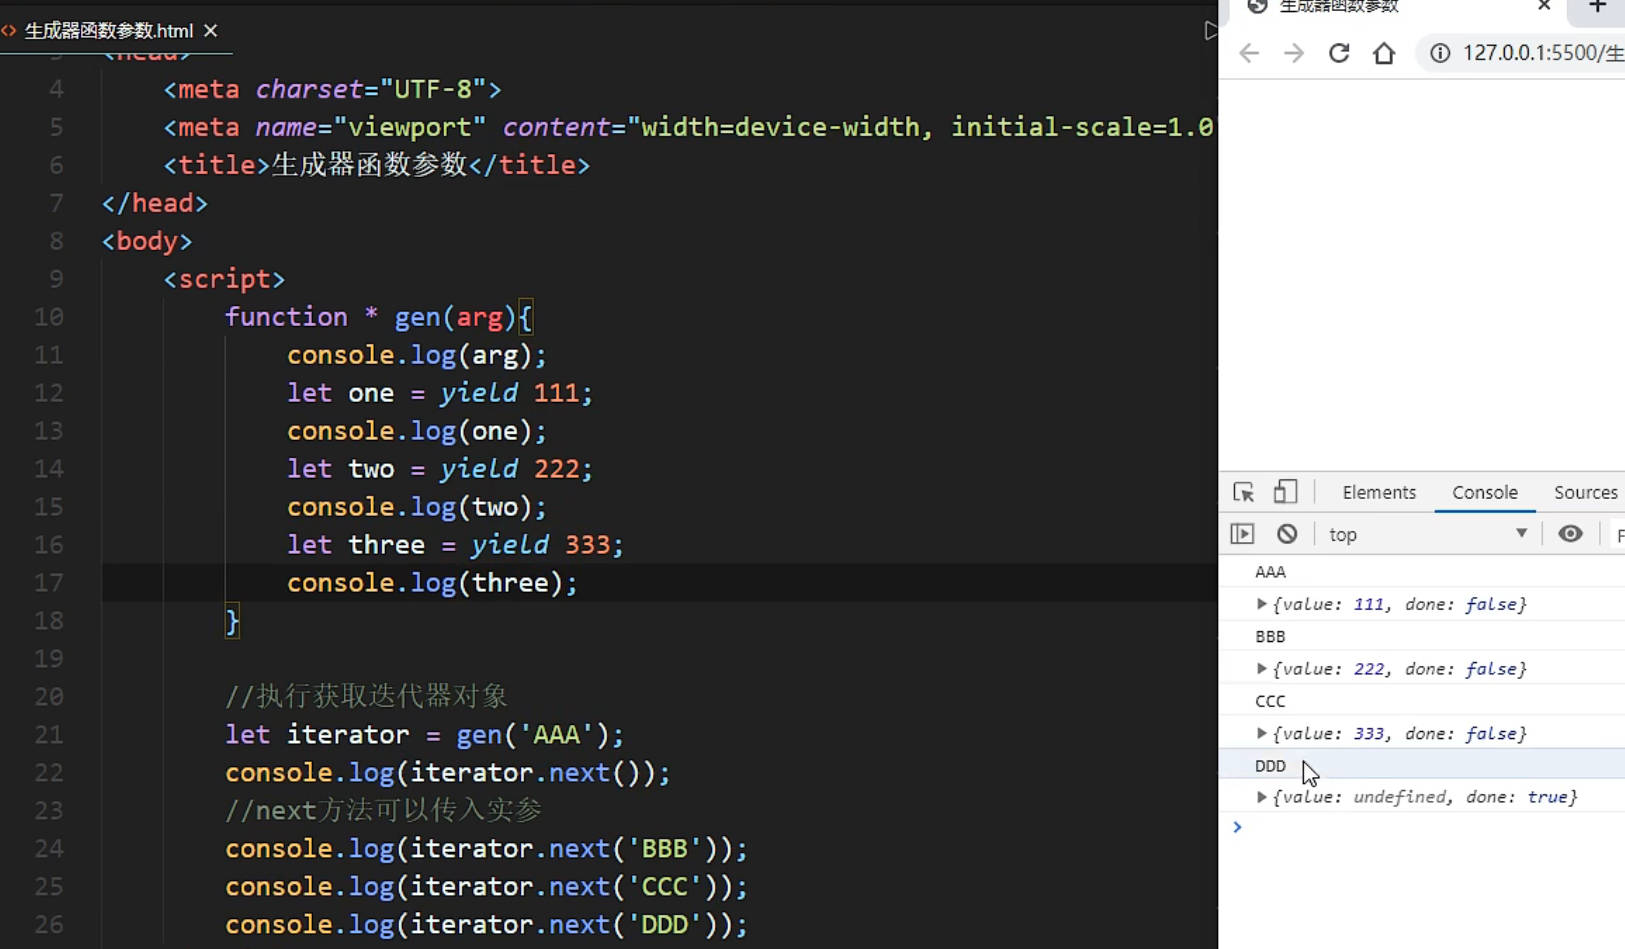 生成器函数参数.html
3 <head>
4 <meta charset="UTF-8">
5 <meta name="viewport" content="width=device-width, initial-scale=1.0
6 <title>生成器函数参数</title>
7 </head>
8 <body>
9 <script>
10 function * gen(arg){
11 console.log(arg);
12 let one = yield 111;
13 console.log(one);
14 let two = yield 222;
15 console.log(two);
16 let three = yield 333;
17 console.log(three);
18 }
19
20 //执行获取迭代器对象
21 let iterator = gen('AAA');
22 console.log(iterator.next());
23 //next方法可以传入实参
24 console.log(iterator.next('BBB'));
25 console.log(iterator.next('CCC'));
26 console.log(iterator.next('DDD'));
生成器函数参数
127.0.0.1:5500/生
Elements Console Sources
top F
AAA
{value: 111, done: false}
BBB
{value: 222, done: false}
CCC
{value: 333, done: false}
DDD
{value: undefined, done: true}